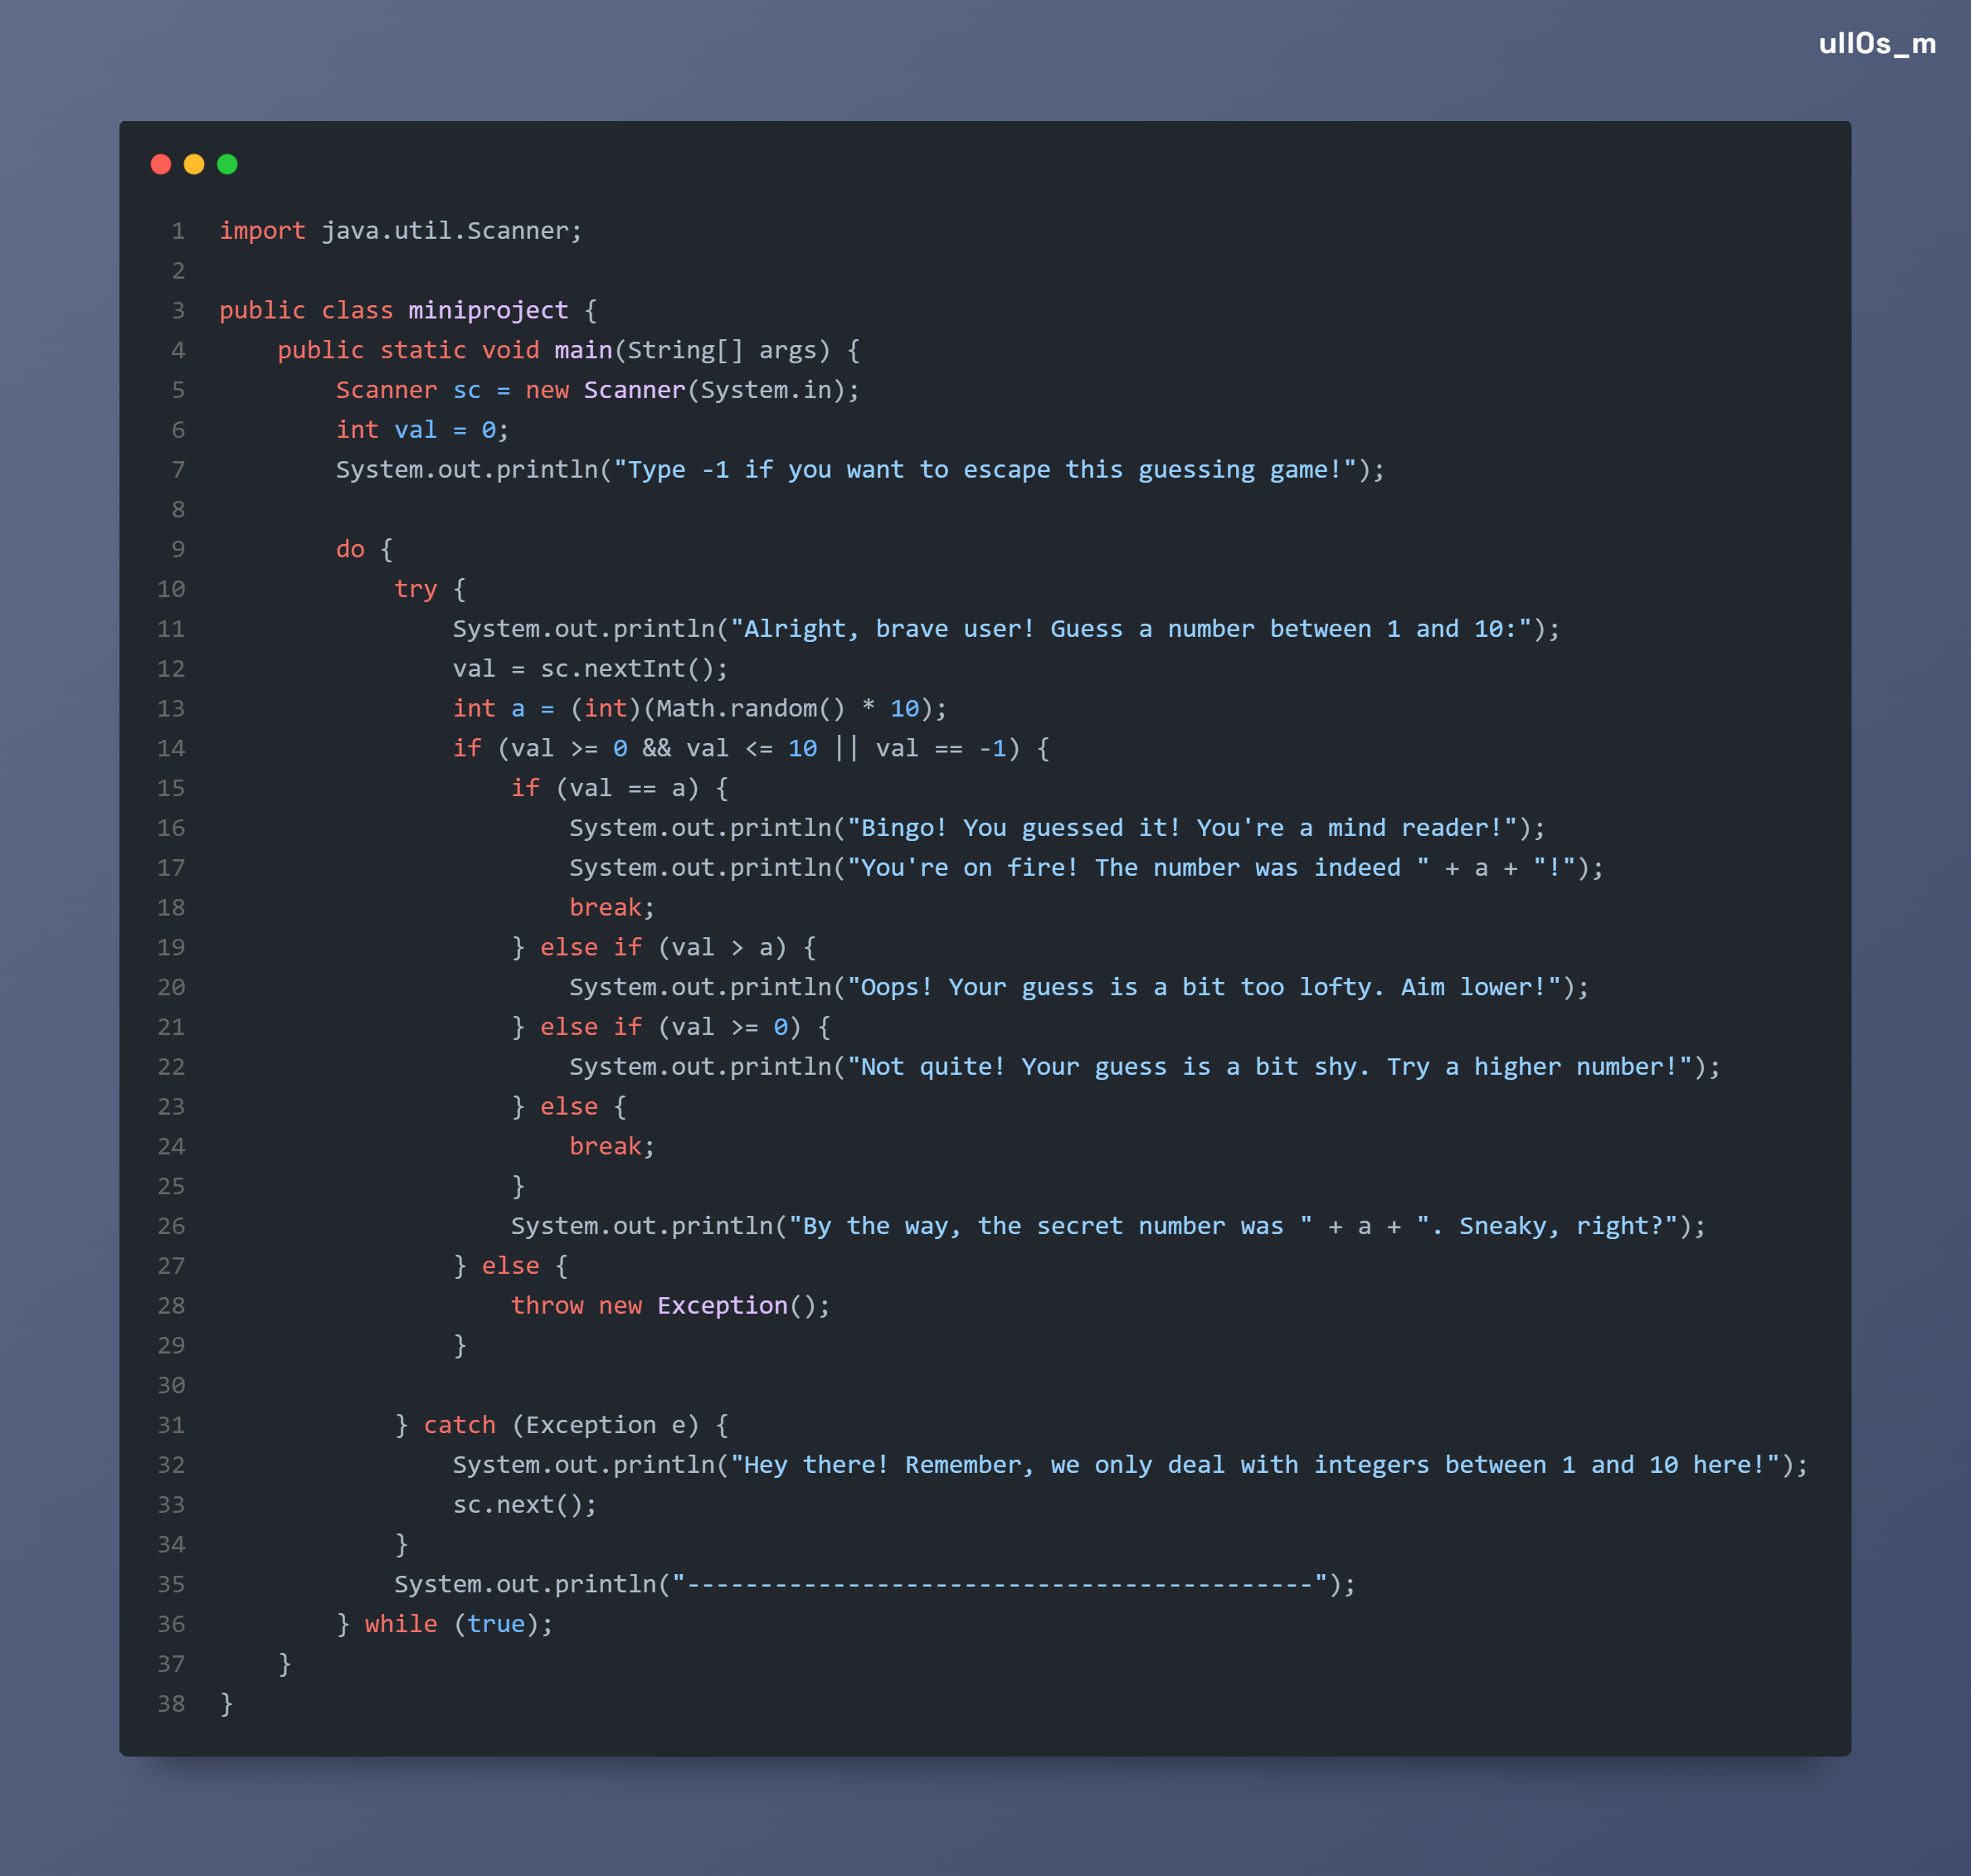 ull0s_m
1 import java.util.Scanner;
2
3 public class miniproject {
4     public static void main(String[] args) {
5         Scanner sc = new Scanner(System.in);
6         int val = 0;
7         System.out.println("Type -1 if you want to escape this guessing game!");
8
9         do {
10             try {
11                 System.out.println("Alright, brave user! Guess a number between 1 and 10:");
12                 val = sc.nextInt();
13                 int a = (int)(Math.random() * 10);
14                 if (val >= 0 && val <= 10 || val == -1) {
15                     if (val == a) {
16                         System.out.println("Bingo! You guessed it! You're a mind reader!");
17                         System.out.println("You're on fire! The number was indeed " + a + "!");
18                         break;
19                     } else if (val > a) {
20                         System.out.println("Oops! Your guess is a bit too lofty. Aim lower!");
21                     } else if (val >= 0) {
22                         System.out.println("Not quite! Your guess is a bit shy. Try a higher number!");
23                     } else {
24                         break;
25                     }
26                     System.out.println("By the way, the secret number was " + a + ". Sneaky, right?");
27                 } else {
28                     throw new Exception();
29                 }
30
31             } catch (Exception e) {
32                 System.out.println("Hey there! Remember, we only deal with integers between 1 and 10 here!");
33                 sc.next();
34             }
35             System.out.println("-------------------------------------------");
36         } while (true);
37     }
38 }